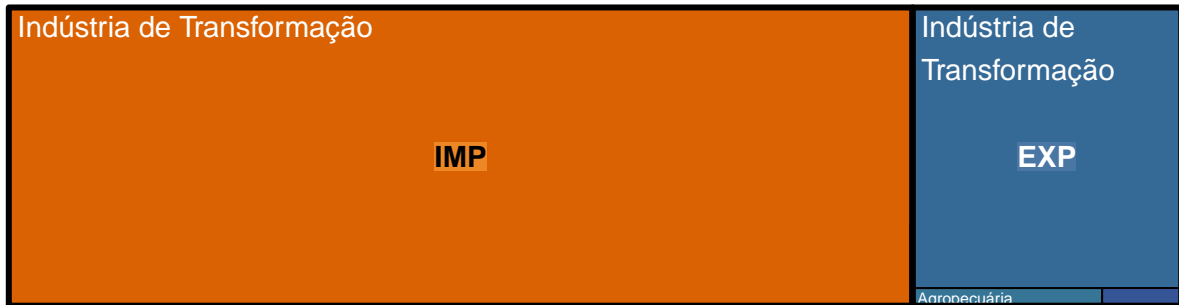 Indústria de Transformação
IMP
Indústria de
Transformação
EXP
Agropecuária